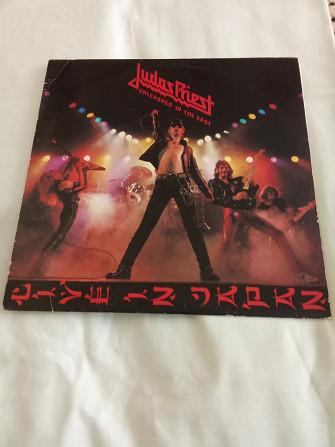 Judas Priest
UNLEASHED IN THE EAST
LIVE IN JAPAN